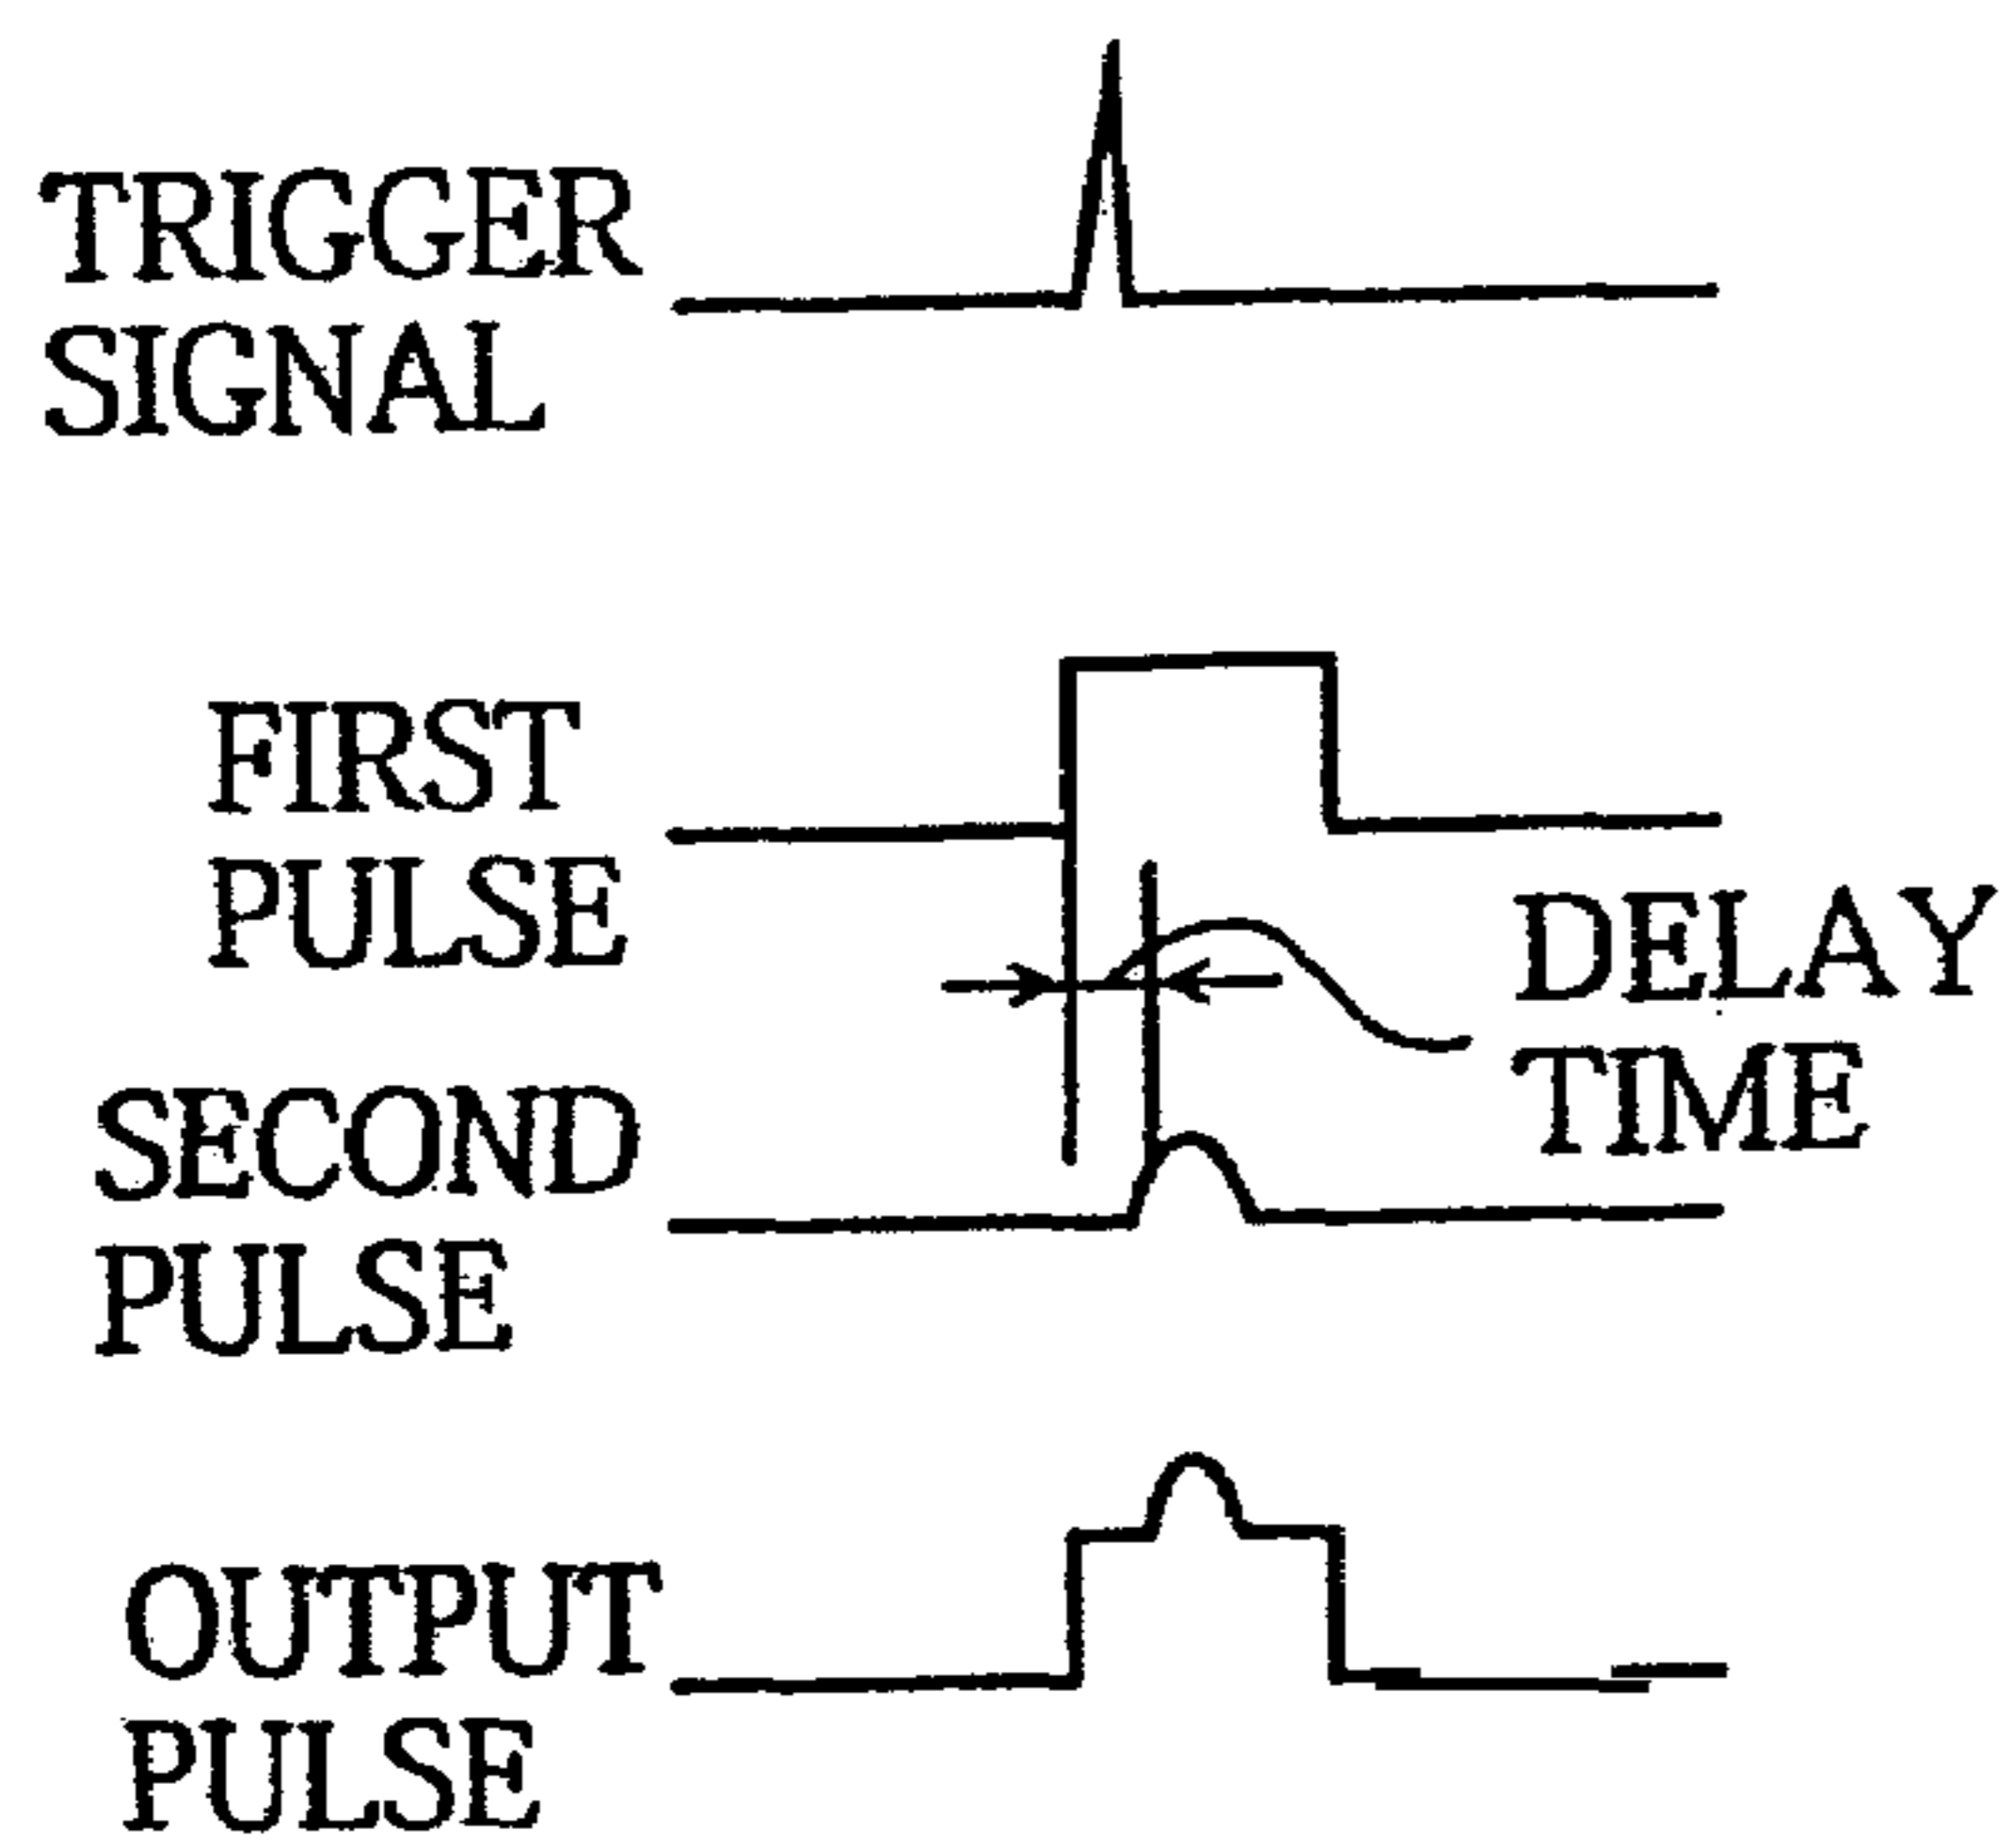 TRIGGER
SIGNAL
FIRST
PULSE
DELAY
TIME
SECOND
PULSE
OUTPUT
PULSE